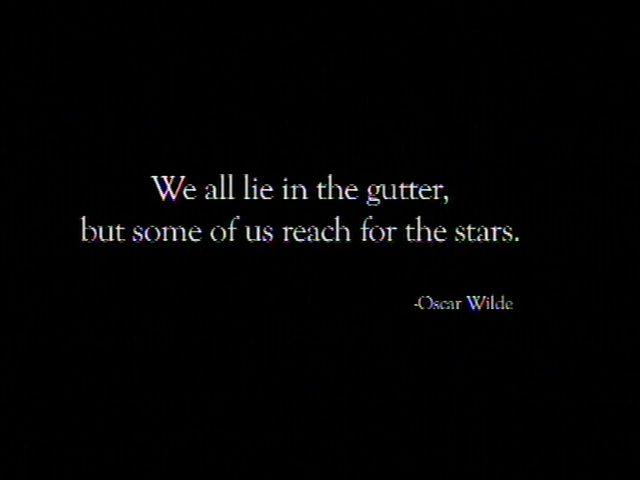 We all lie in the gutter,
but some of us reach for the stars.
-Oscar Wilde